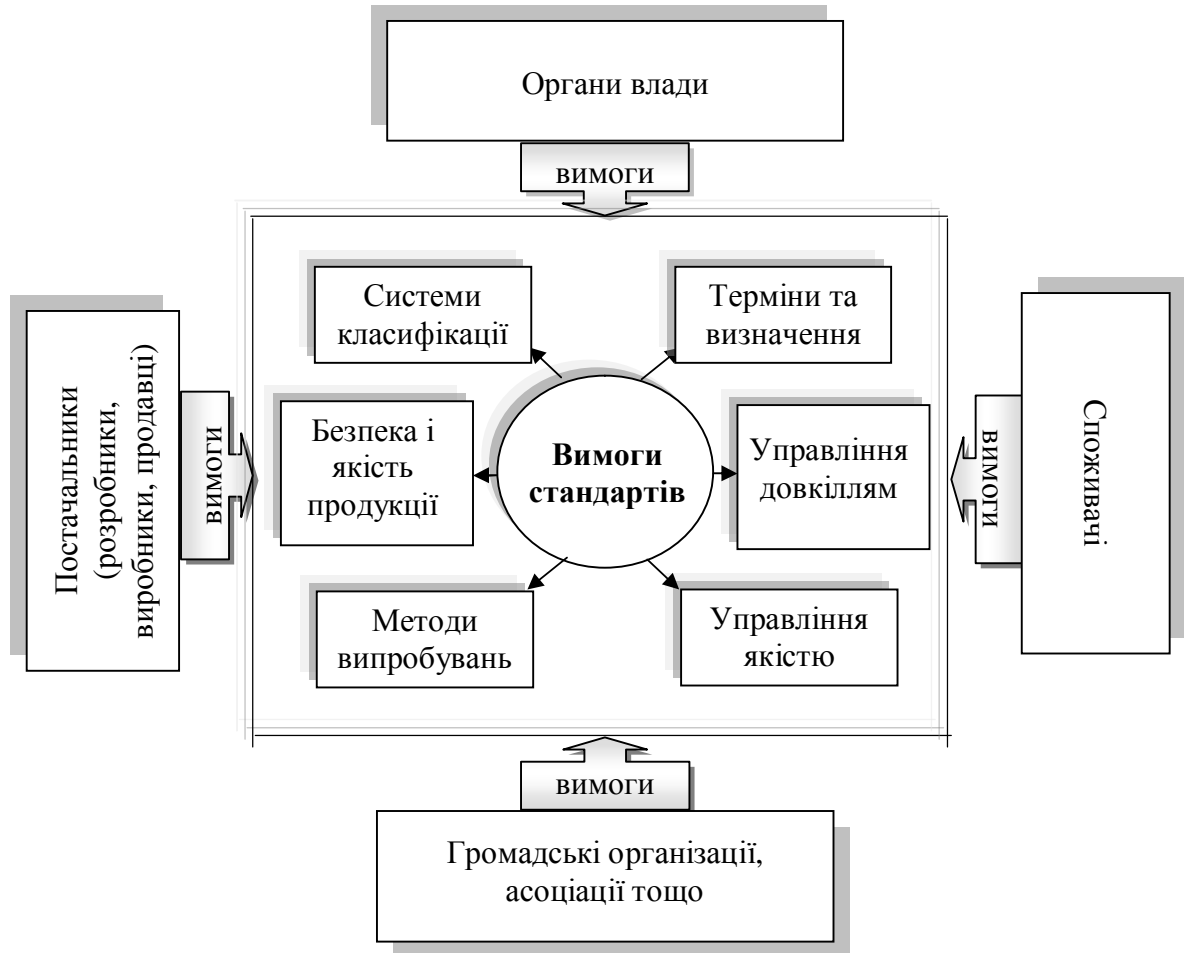 Органи влади
вимоги
Системи
класифікації
Терміни та
визначення
Постачальники
(розробники,
виробники, продавці)
вимоги
Безпека і
якість
продукції
Вимоги
стандартів
Управління
довкіллям
вимоги
Споживачі
Методи
випробувань
Управління
якістю
вимоги
Громадські організації,
асоціації тощо